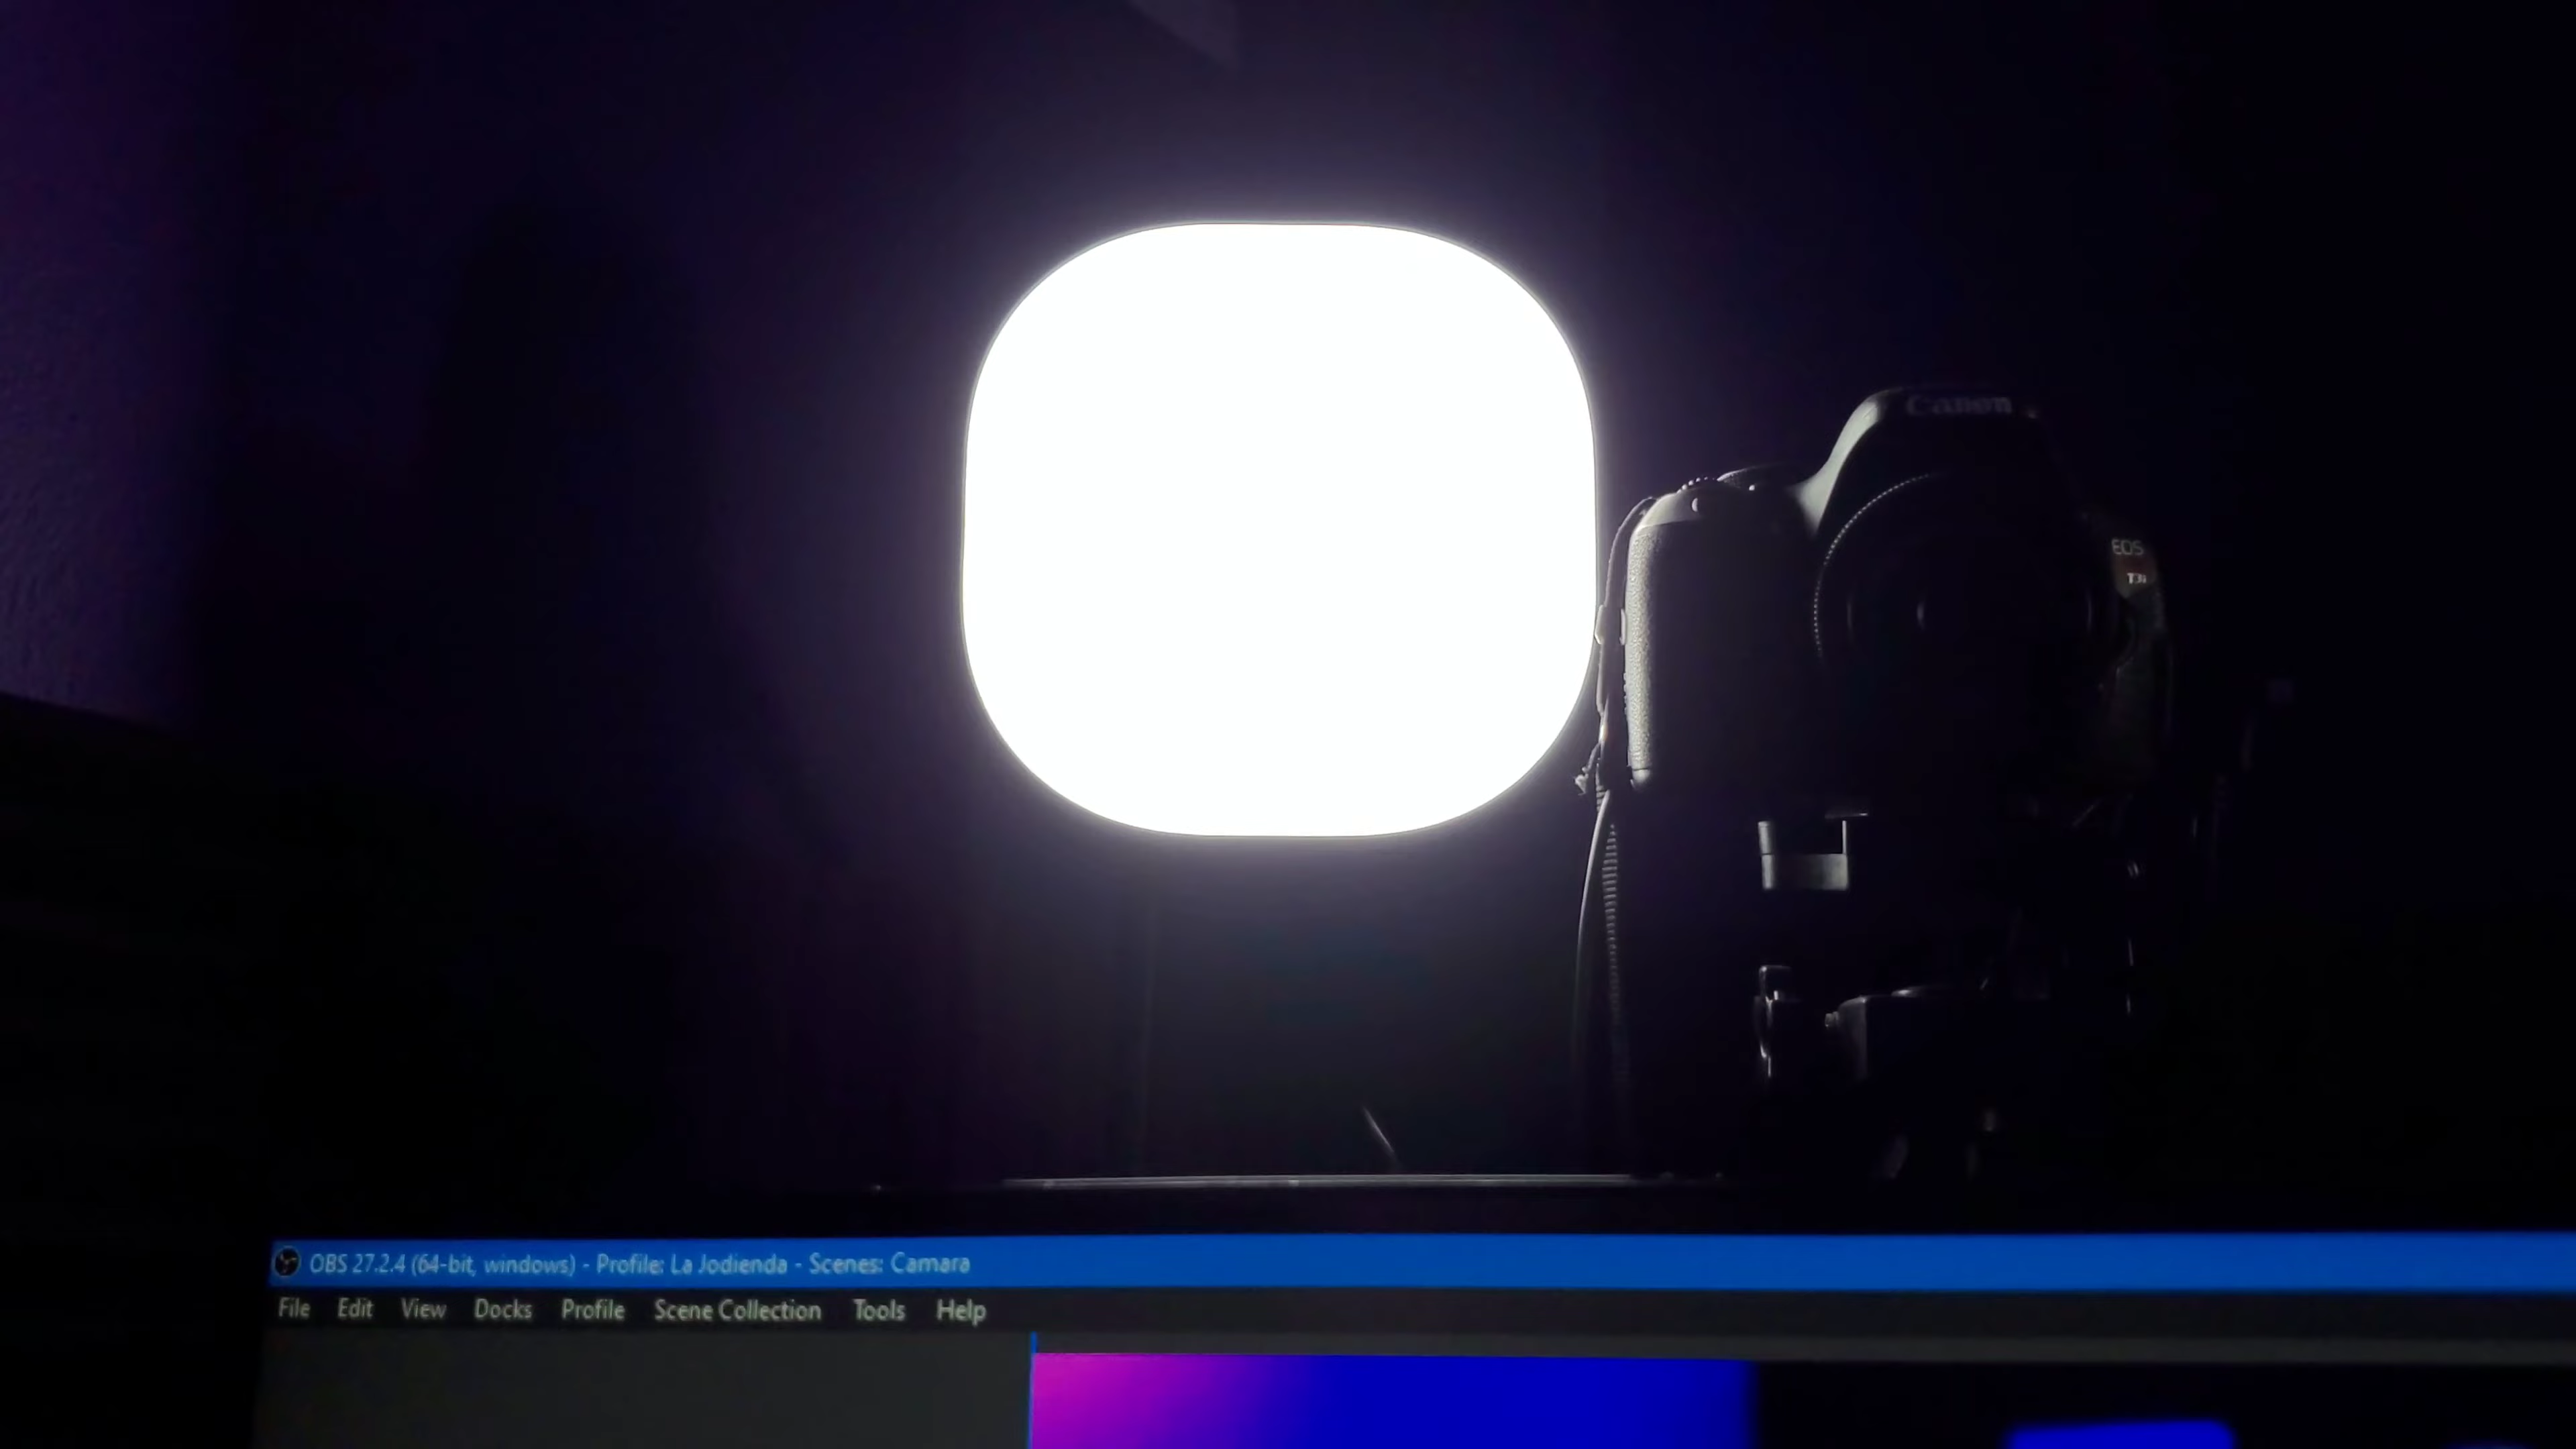 Canon
EOS
T3i
OBS 27.2.4 (64-bit, windows) - Profile: La Jodienda - Scenes: Camara
File Edit View Docks Profile Scene Collection Tools Help